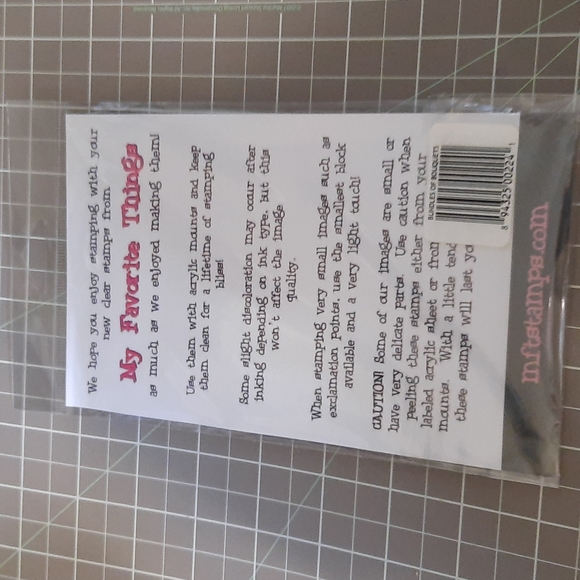 We hope you enjoy stamping with your
new clear stamps from
My Favorite Things
as much as we enjoyed making them!
Use them with acrylic mounts and keep
them clean for a lifetime of stamping
bliss!
Some slight discoloration may occur after
inking depending on ink type, but this
won't affect the image
quality.
When stamping very small images such as
exclamation points, use the smallest block
available and a very light touch!
CAUTION! Some of our images are small or
have very delicate parts. Use caution when
peeling these stamps either from your
labeled acrylic sheet or from
mounts. With a little tend
these stamps will last yo
BUNDLES OF BOUQUETS
mftstamps.com